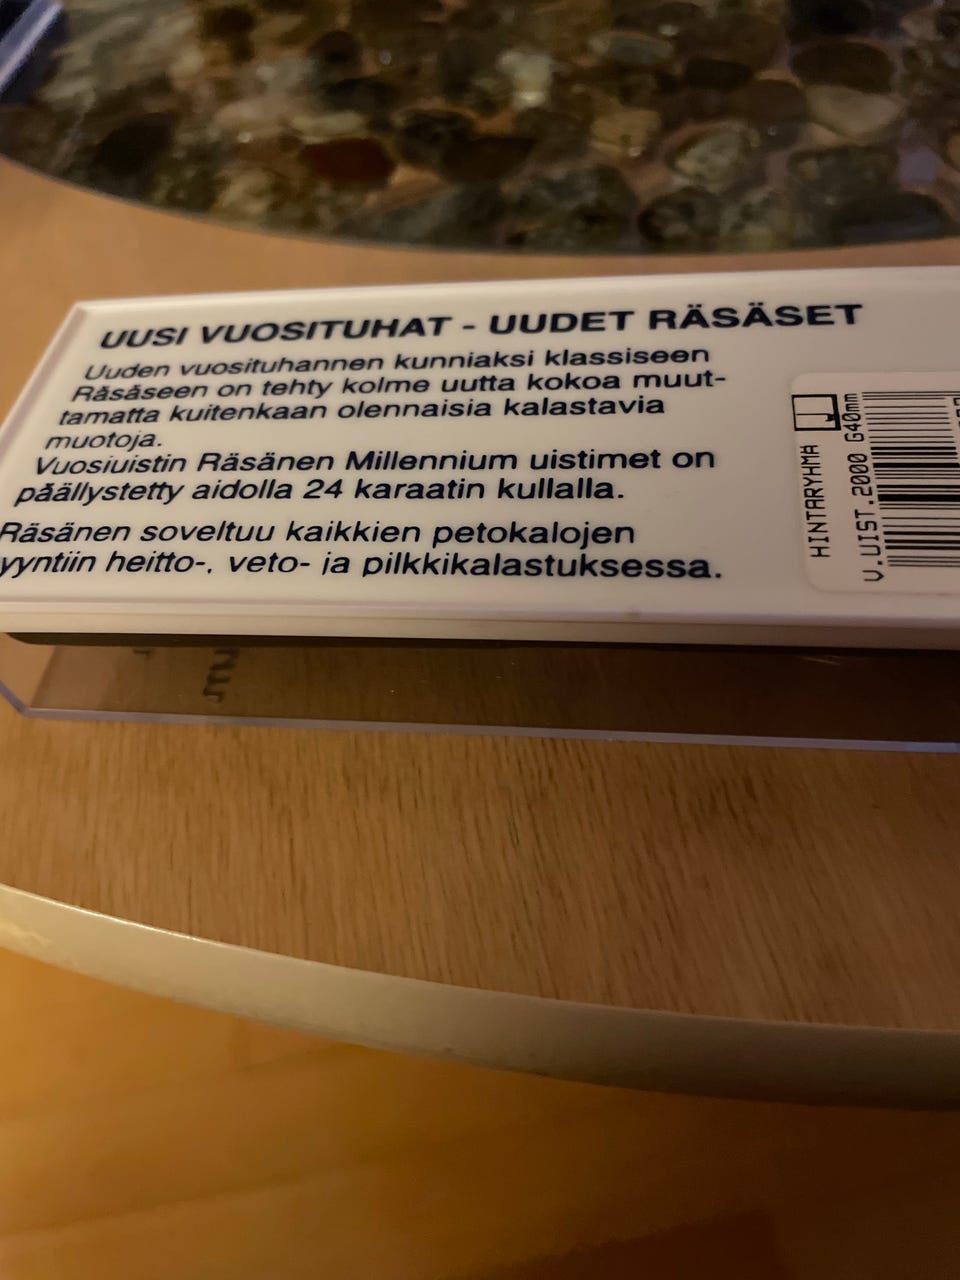 UUSI VUOSITUHAT - UUDET RÄSÄSET
Uuden vuosituhannen kunniaksi klassiseen
Räsäseen on tehty kolme uutta kokoa muut-
tamatta kuitenkaan olennaisia kalastavia
muotoja.
Vuosiuistin Räsänen Millennium uistimet on
päällystetty aidolla 24 karaatin kullalla.
Räsänen soveltuu kaikkien petokalojen
yyntiin heitto-, veto- ja pilkkikalastuksessa.
HINTARYHMA
V.UIST.2000 G40mm